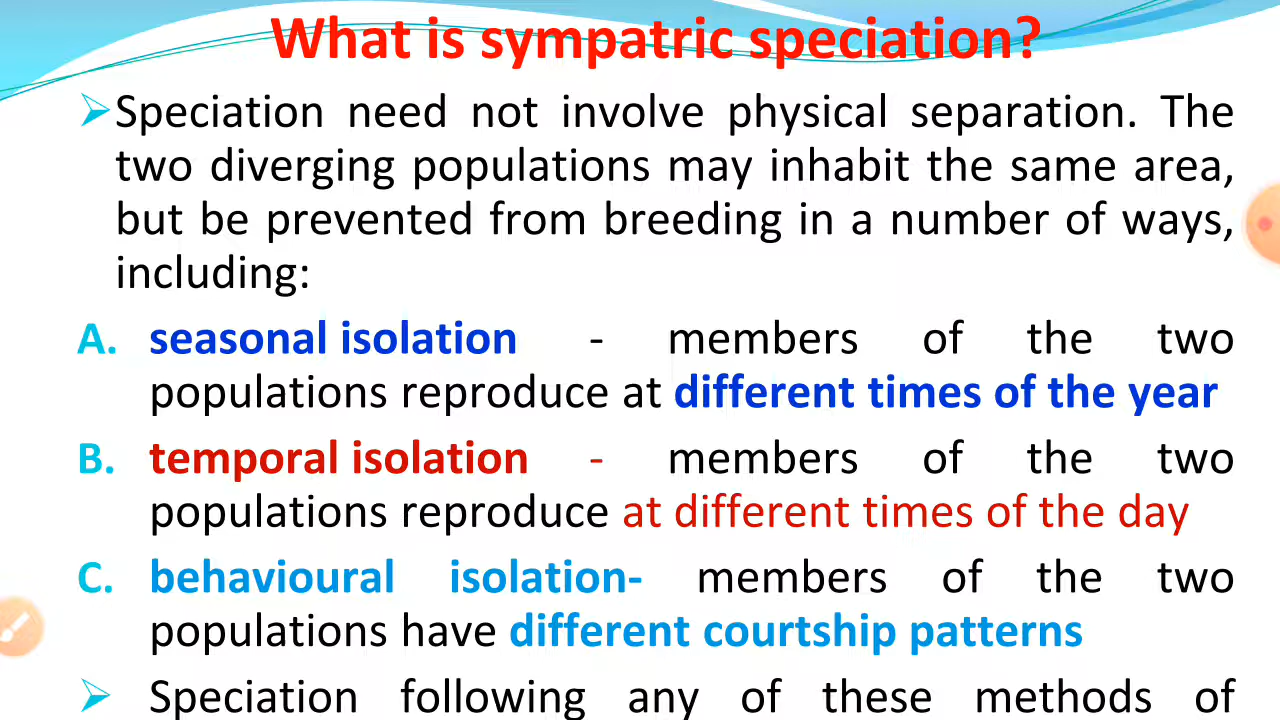 What is sympatric speciation?
Speciation need not involve physical separation. The
two diverging populations may inhabit the same area,
but be prevented from breeding in a number of ways,
including:
A. seasonal isolation - members of the two
populations reproduce at different times of the year
B. temporal isolation - members of the two
populations reproduce at different times of the day
C. behavioural isolation- members of the two
populations have different courtship patterns
Speciation following any of these methods of